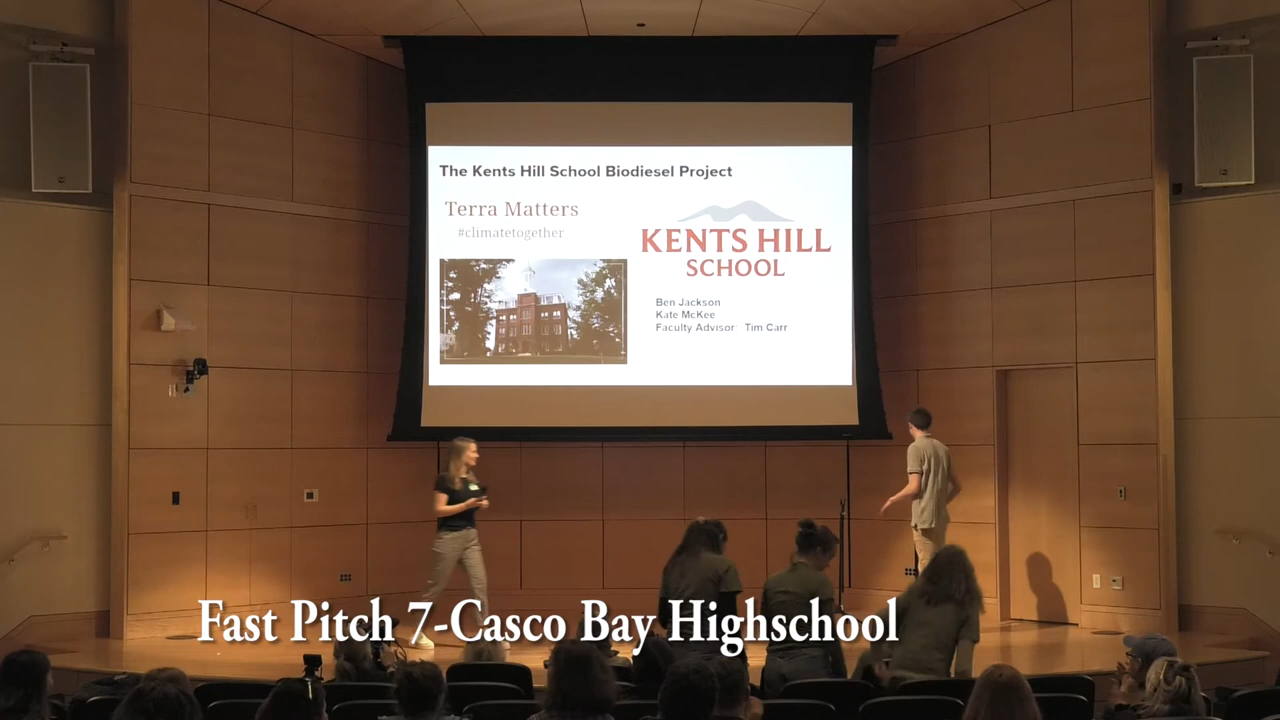 The Kents Hill School Biodiesel Project
Terra Matters
#climatetogether
KENTS HILL
SCHOOL
Ben Jackson
Kate McKee
Faculty Advisor: Tim Carr
Fast Pitch 7-Casco Bay Highschool